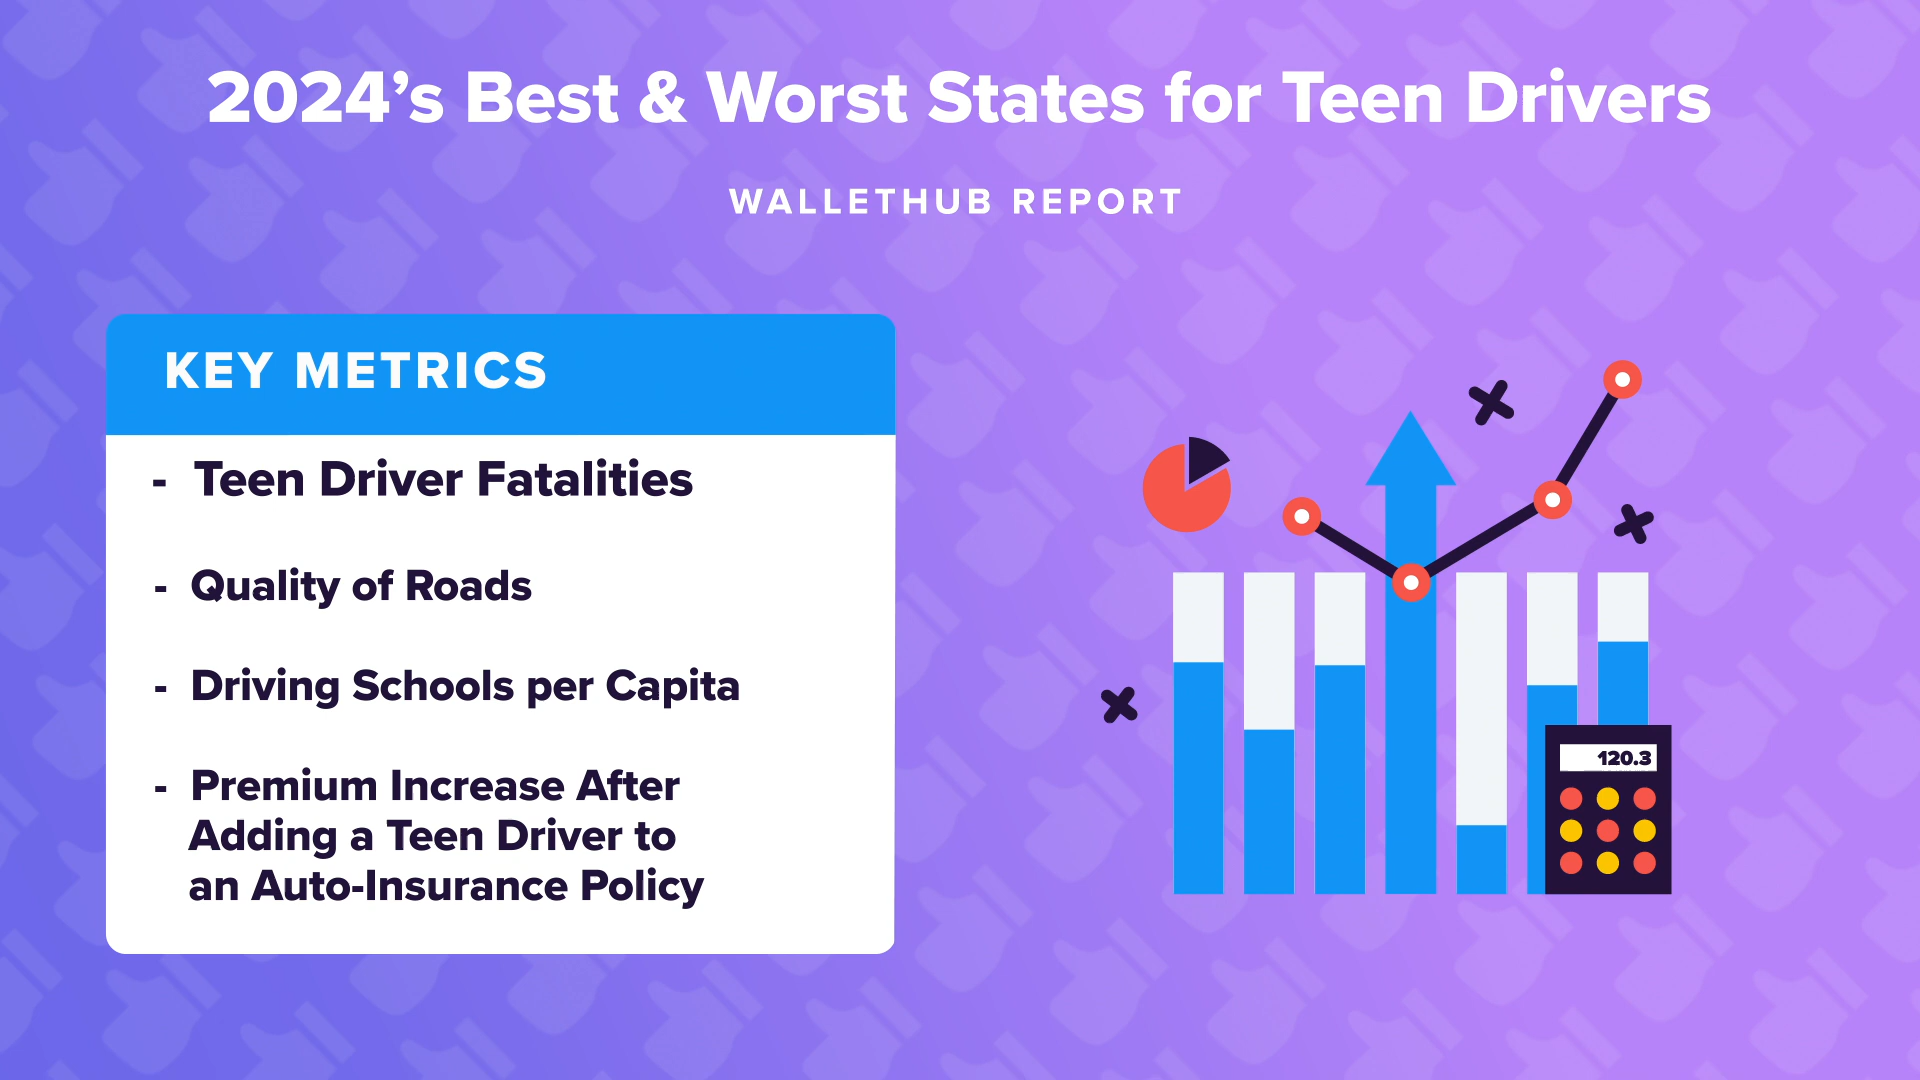 2024’s Best & Worst States for Teen Drivers
WALLETHUB REPORT
KEY METRICS
- Teen Driver Fatalities
- Quality of Roads
- Driving Schools per Capita
- Premium Increase After
Adding a Teen Driver to
an Auto-Insurance Policy
120.3